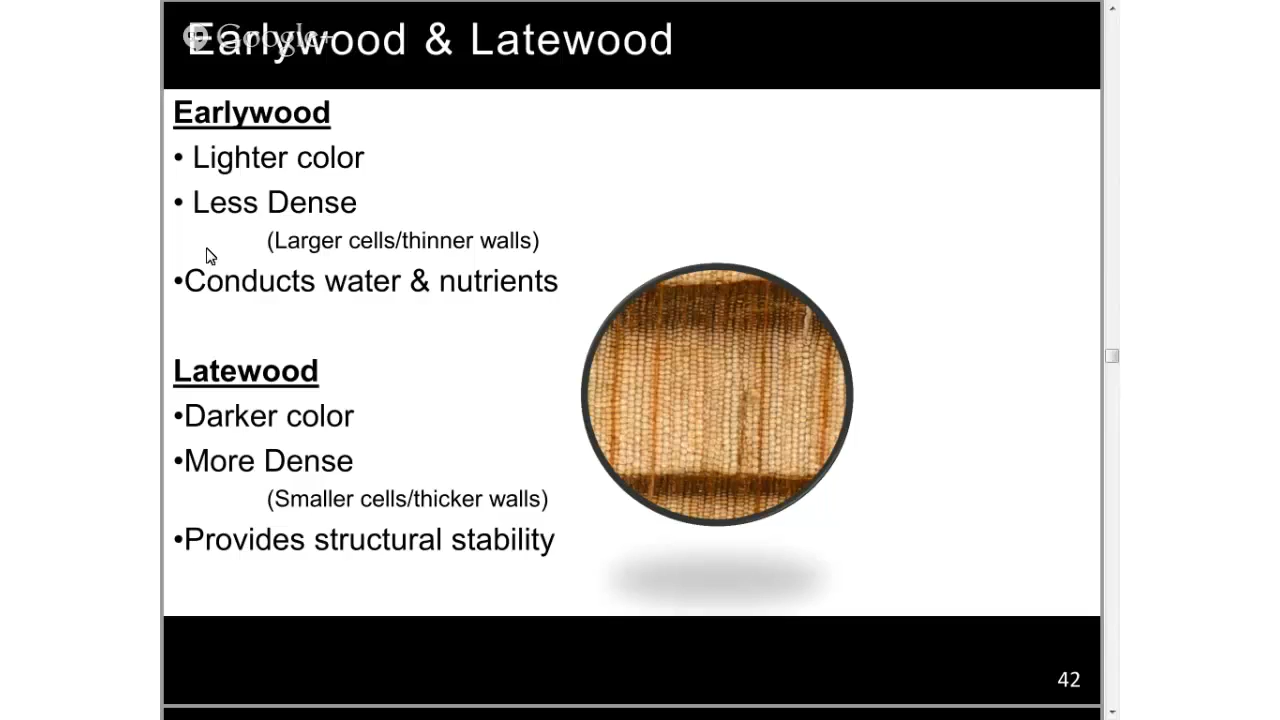 Earlywood & Latewood
Google+
Earlywood
• Lighter color
• Less Dense
(Larger cells/thinner walls)
•Conducts water & nutrients
Latewood
•Darker color
•More Dense
(Smaller cells/thicker walls)
•Provides structural stability
42